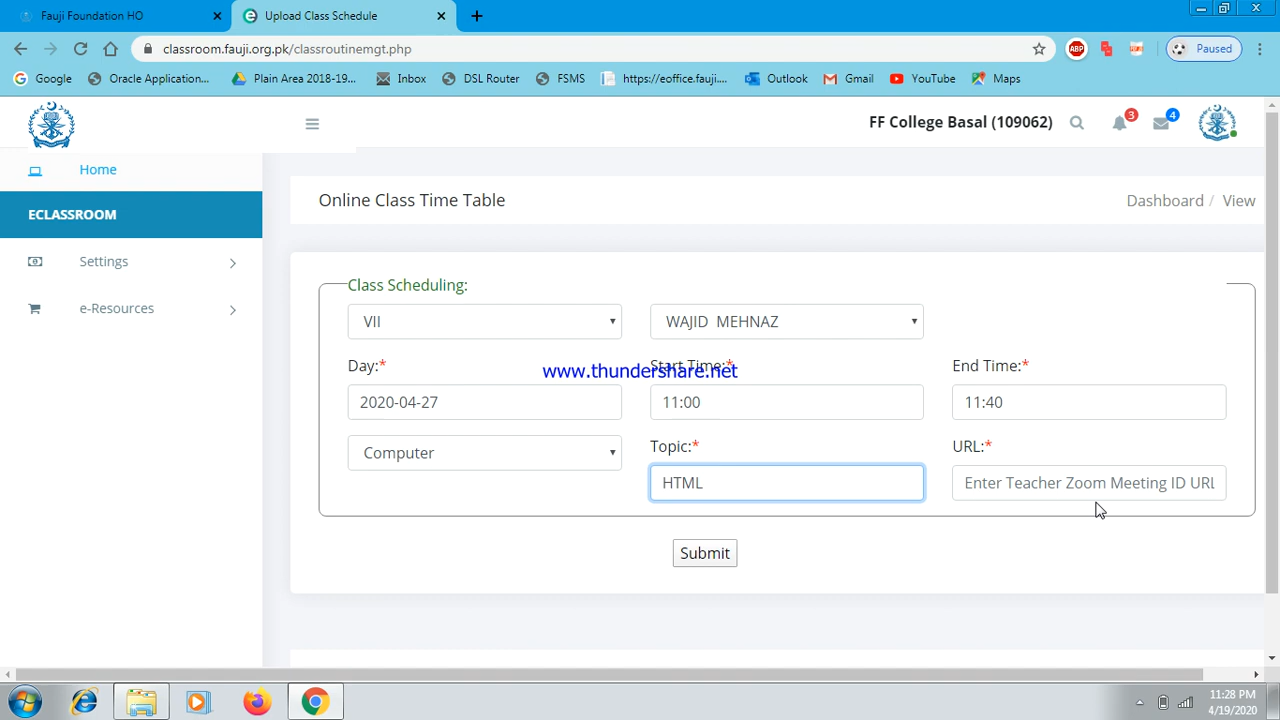 Fauji Foundation HO
Upload Class Schedule
classroom.fauji.org.pk/classroutinemgt.php
ABP
Paused
Google
Oracle Application...
Plain Area 2018-19...
Inbox
DSL Router
FSMS
https://eoffice.fauji....
Outlook
Gmail
YouTube
Maps
FF College Basal (109062)
3
4
Home
ECLASSROOM
Settings
e-Resources
Online Class Time Table
Dashboard / View
Class Scheduling:
VII
WAJID MEHNAZ
Day:*
Start Time:*
End Time:*
www.thundershare.net
2020-04-27
11:00
11:40
Computer
Topic:*
URL:*
HTML
Enter Teacher Zoom Meeting ID URL
Submit
11:28 PM
4/19/2020